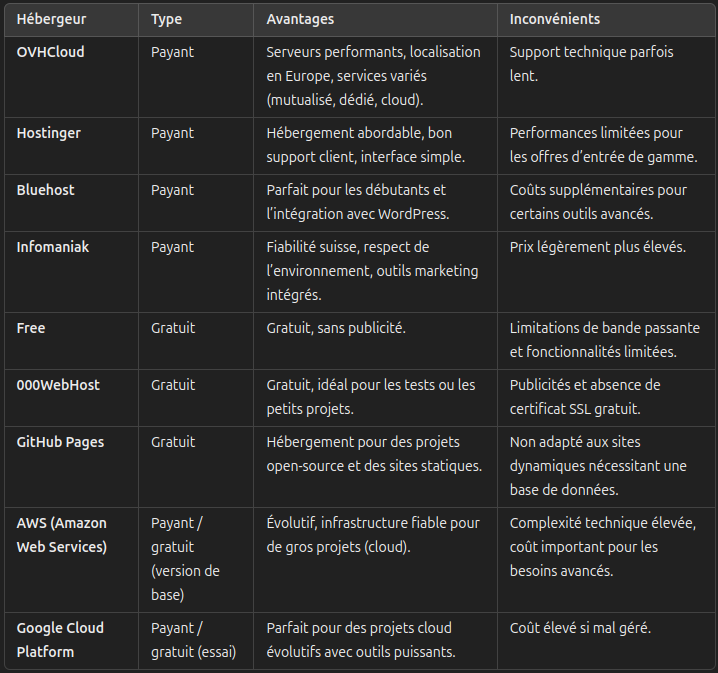 Hébergeur Type Avantages Inconvénients
OVHCloud Payant Serveurs performants, localisation Support technique parfois
en Europe, services variés lent.
(mutualisé, dédié, cloud).
Hostinger Payant Hébergement abordable, bon Performances limitées pour
support client, interface simple. les offres d’entrée de gamme.
Bluehost Payant Parfait pour les débutants et Coûts supplémentaires pour
l’intégration avec WordPress. certains outils avancés.
Infomaniak Payant Fiabilité suisse, respect de Prix légèrement plus élevés.
l’environnement, outils marketing
intégrés.
Free Gratuit Gratuit, sans publicité. Limitations de bande passante
et fonctionnalités limitées.
000WebHost Gratuit Gratuit, idéal pour les tests ou les Publicités et absence de
petits projets. certificat SSL gratuit.
GitHub Pages Gratuit Hébergement pour des projets Non adapté aux sites
open-source et des sites statiques. dynamiques nécessitant une
base de données.
AWS (Amazon Payant / Évolutif, infrastructure fiable pour Complexité technique élevée,
Web Services) gratuit de gros projets (cloud). coût important pour les
(version de besoins avancés.
base)
Google Cloud Payant / Parfait pour des projets cloud Coût élevé si mal géré.
Platform gratuit (essai) évolutifs avec outils puissants.